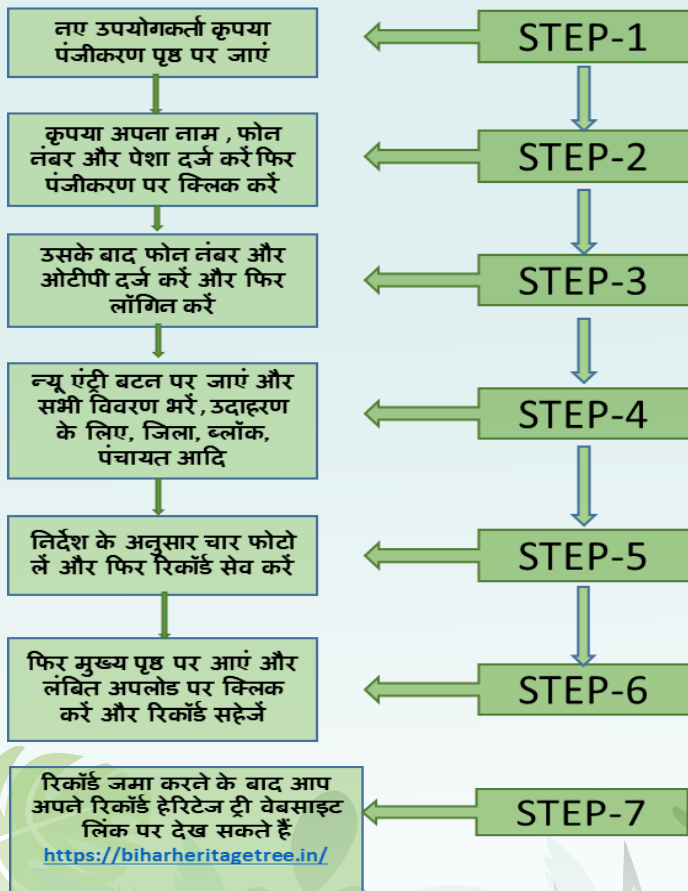 नए उपयोगकर्ता कृपया
पंजीकरण पृष्ठ पर जाएं
STEP-1
कृपया अपना नाम , फोन
नंबर और पेशा दर्ज करें फिर
पंजीकरण पर क्लिक करें
STEP-2
उसके बाद फोन नंबर और
ओटीपी दर्ज करें और फिर
लॉगिन करें
STEP-3
न्यू एंट्री बटन पर जाएं और
सभी विवरण भरें , उदाहरण
के लिए, जिला, ब्लॉक,
पंचायत आदि
STEP-4
निर्देश के अनुसार चार फोटो
लें और फिर रिकॉर्ड सेव करें
STEP-5
फिर मुख्य पृष्ठ पर आएं और
लंबित अपलोड पर क्लिक
करें और रिकॉर्ड सहेजें
STEP-6
रिकॉर्ड जमा करने के बाद आप
अपने रिकॉर्ड हेरिटेज ट्री वेबसाइट
लिंक पर देख सकते हैं
https://biharheritagetree.in/
STEP-7